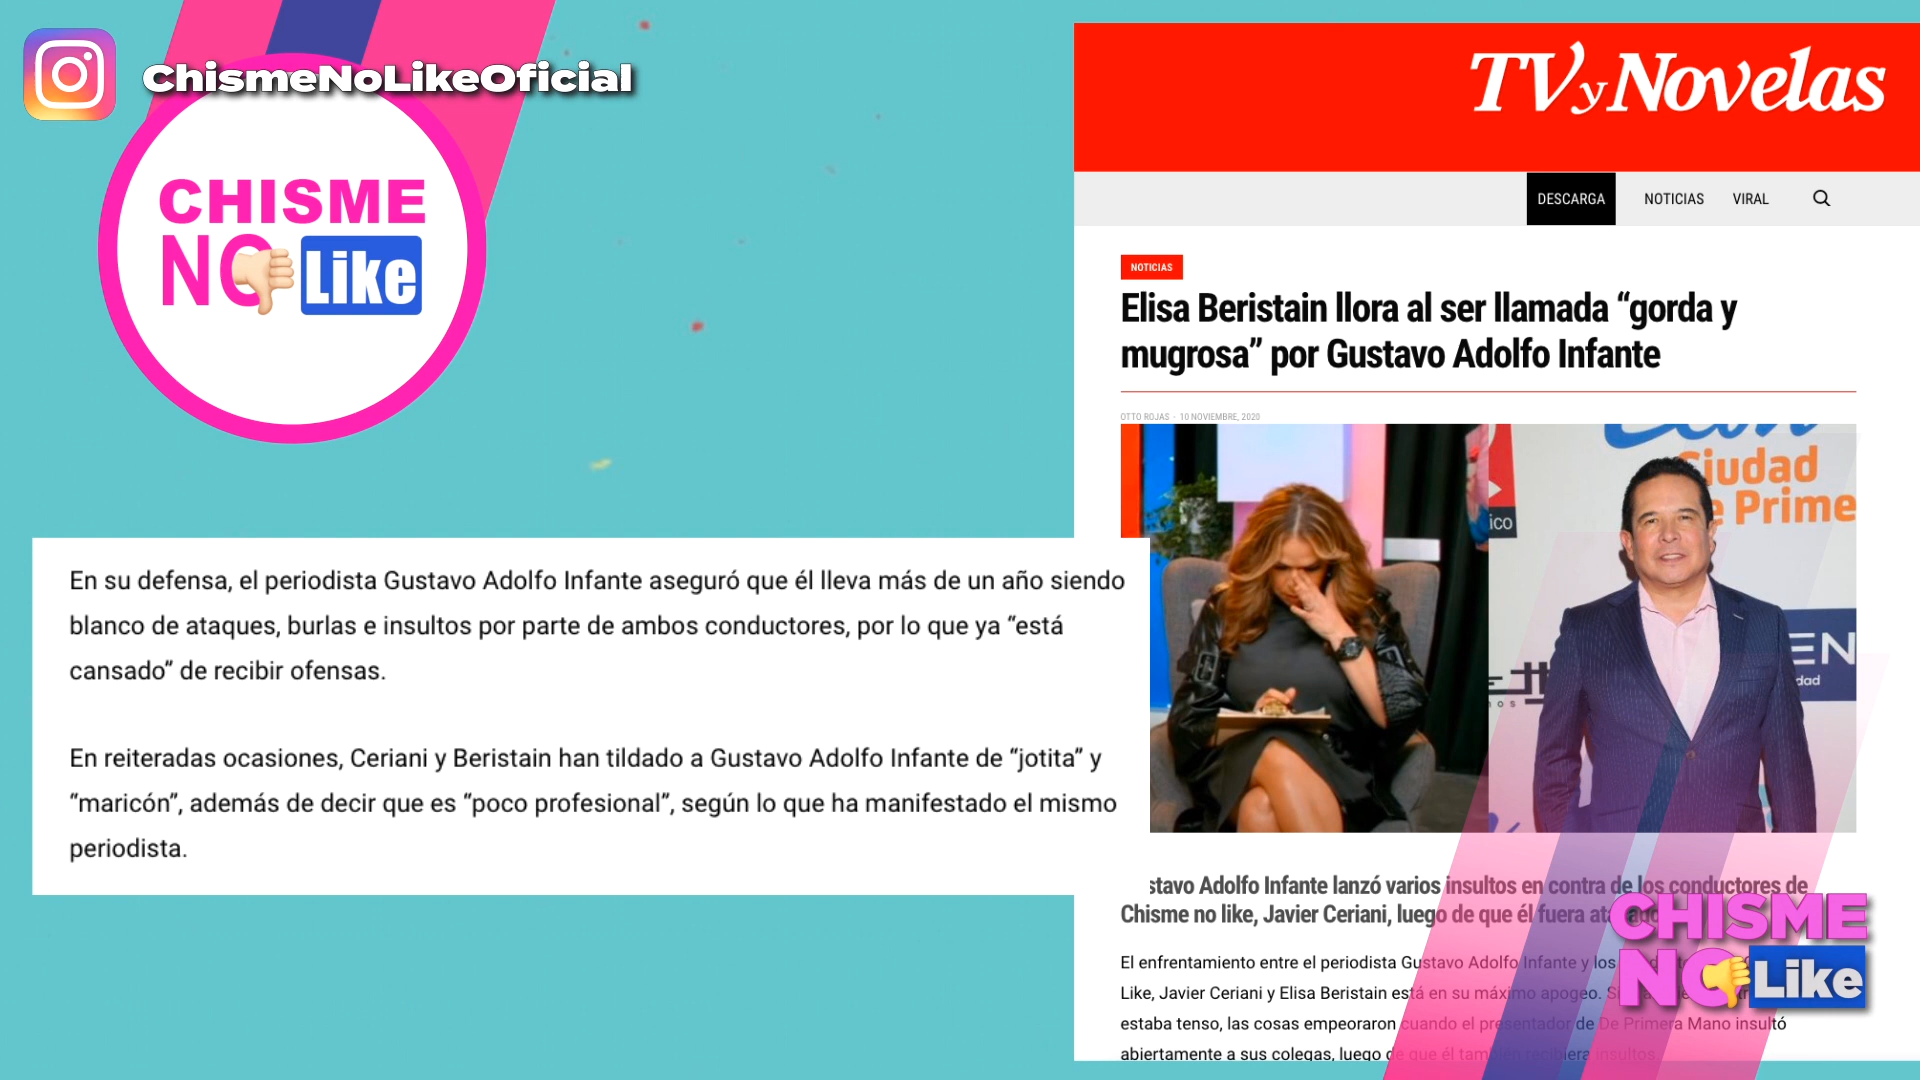 ChismeNoLikeOficial
CHISME
NO Like
En su defensa, el periodista Gustavo Adolfo Infante aseguró que él lleva más de un año siendo
blanco de ataques, burlas e insultos por parte de ambos conductores, por lo que ya “está
cansado” de recibir ofensas.
En reiteradas ocasiones, Ceriani y Beristain han tildado a Gustavo Adolfo Infante de “jotita” y
“maricón”, además de decir que es “poco profesional”, según lo que ha manifestado el mismo
periodista.
TVyNovelas
DESCARGA NOTICIAS VIRAL
NOTICIAS
Elisa Beristain llora al ser llamada “gorda y
mugrosa” por Gustavo Adolfo Infante
OTTO ROJAS - 10 NOVIEMBRE, 2020
Ciudad
Prime
ico
EN
dad
stavo Adolfo Infante lanzó varios insultos en contra de los conductores de
Chisme no like, Javier Ceriani, luego de que él fuera
El enfrentamiento entre el periodista Gustavo Adolfo Infante y los
Like, Javier Ceriani y Elisa Beristain está en su máximo apogeo.
estaba tenso, las cosas empeoraron cuando el presentador de De Primera Mano insultó
abiertamente a sus colegas, luego de que él también recibiera insultos.
CHISME
NO Like